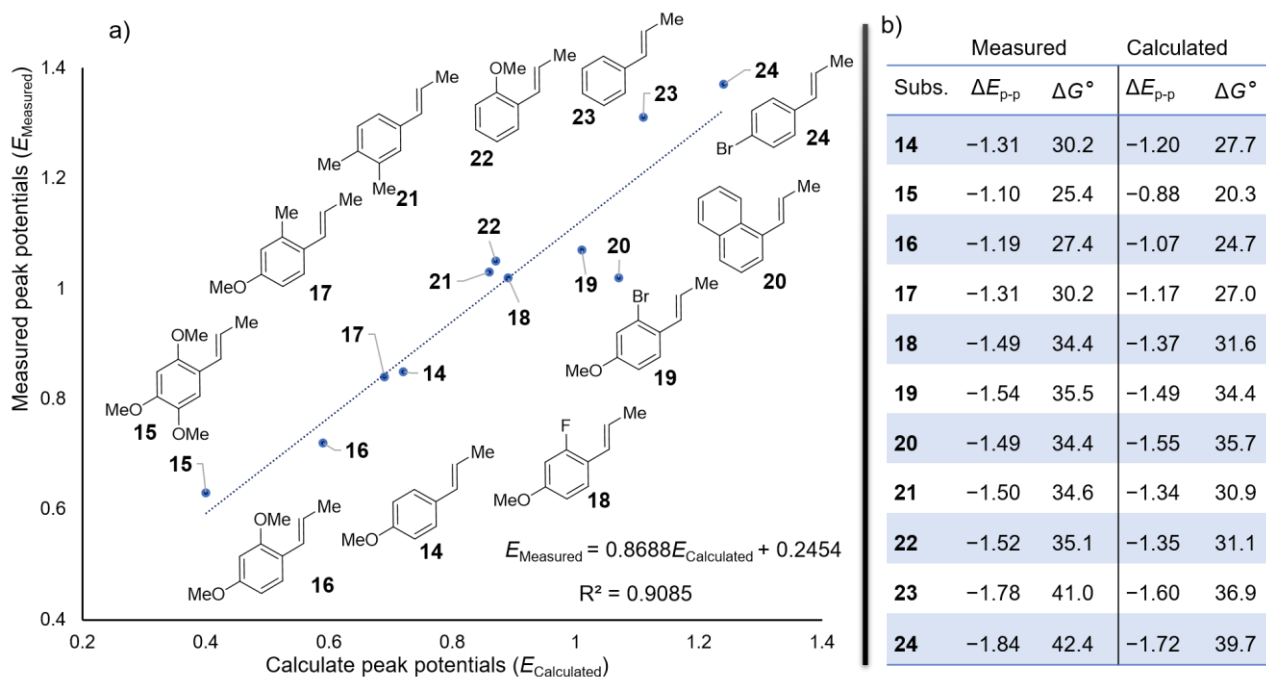 a)
Measured peak potentials (E_Measured)
1.4
1.2
1
0.8
0.6
0.4
0.2
0.4
0.6
0.8
1
1.2
1.4
Calculate peak potentials (E_Calculated)
OMe
Me
22
Me
23
24
23
Me
Br
24
Me
Me
Me
21
Me
Me
MeO
17
22
21
18
19
20
Me
20
Br
Me
MeO
19
OMe
Me
MeO
OMe
15
17
14
15
16
OMe
Me
MeO
16
Me
MeO
14
F
Me
MeO
18
E_Measured = 0.8688E_Calculated + 0.2454
R² = 0.9085
b)
Measured Calculated
Subs. ΔE_p-p ΔG° ΔE_p-p ΔG°
14 −1.31 30.2 −1.20 27.7
15 −1.10 25.4 −0.88 20.3
16 −1.19 27.4 −1.07 24.7
17 −1.31 30.2 −1.17 27.0
18 −1.49 34.4 −1.37 31.6
19 −1.54 35.5 −1.49 34.4
20 −1.49 34.4 −1.55 35.7
21 −1.50 34.6 −1.34 30.9
22 −1.52 35.1 −1.35 31.1
23 −1.78 41.0 −1.60 36.9
24 −1.84 42.4 −1.72 39.7